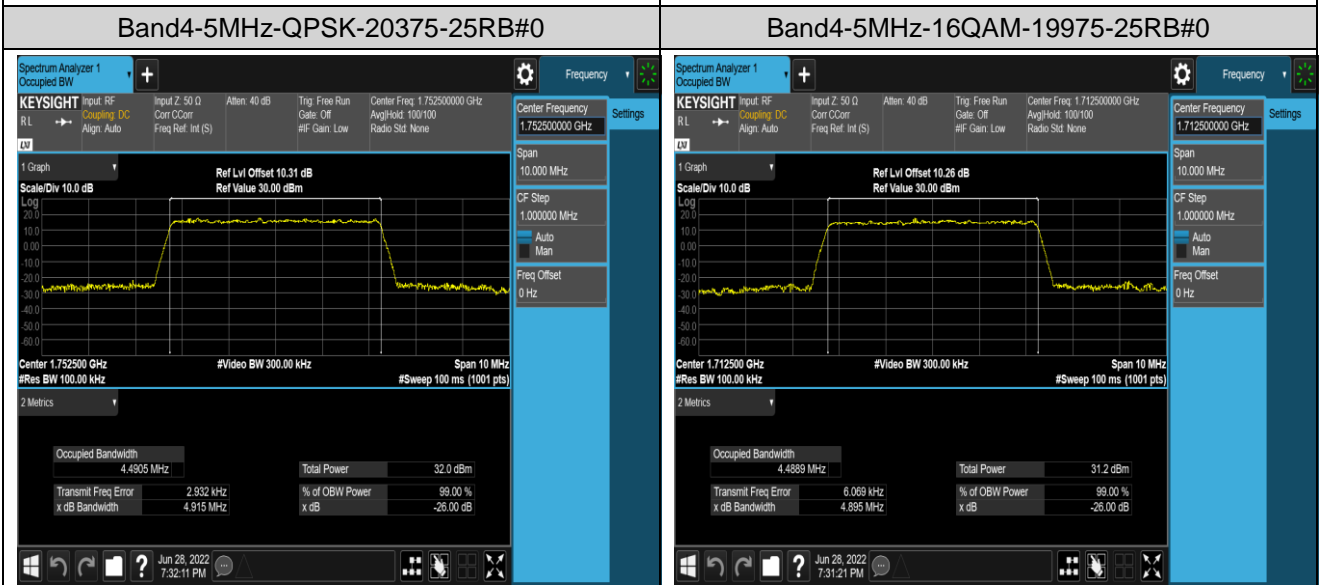 Band4-5MHz-QPSK-20375-25RB#0
Spectrum Analyzer 1
Occupied BW
+
Frequency
KEYSIGHT
RL
LXI
Input: RF
Coupling: DC
Align: Auto
Input Z: 50 Ω
Corr CCorr
Freq Ref: Int (S)
Atten: 40 dB
Trig: Free Run
Gate: Off
#IF Gain: Low
Center Freq: 1.752500000 GHz
Avg|Hold: 100/100
Radio Std: None
Center Frequency
1.752500000 GHz
Settings
Span
10.000 MHz
CF Step
1.000000 MHz
Auto
Man
Freq Offset
0 Hz
1 Graph
Scale/Div 10.0 dB
Ref Lvl Offset 10.31 dB
Ref Value 30.00 dBm
Log
20.0
10.0
0.00
-10.0
-20.0
-30.0
-40.0
-50.0
-60.0
Center 1.752500 GHz
#Video BW 300.00 kHz
Span 10 MHz
#Res BW 100.00 kHz
#Sweep 100 ms (1001 pts)
2 Metrics
Occupied Bandwidth
4.4905 MHz
Total Power 32.0 dBm
Transmit Freq Error 2.932 kHz
% of OBW Power 99.00 %
x dB Bandwidth 4.915 MHz
x dB -26.00 dB
?
Jun 28, 2022
7:32:11 PM
Band4-5MHz-16QAM-19975-25RB#0
Spectrum Analyzer 1
Occupied BW
+
Frequency
KEYSIGHT
RL
LXI
Input: RF
Coupling: DC
Align: Auto
Input Z: 50 Ω
Corr CCorr
Freq Ref: Int (S)
Atten: 40 dB
Trig: Free Run
Gate: Off
#IF Gain: Low
Center Freq: 1.712500000 GHz
Avg|Hold: 100/100
Radio Std: None
Center Frequency
1.712500000 GHz
Settings
Span
10.000 MHz
CF Step
1.000000 MHz
Auto
Man
Freq Offset
0 Hz
1 Graph
Scale/Div 10.0 dB
Ref Lvl Offset 10.26 dB
Ref Value 30.00 dBm
Log
20.0
10.0
0.00
-10.0
-20.0
-30.0
-40.0
-50.0
-60.0
Center 1.712500 GHz
#Video BW 300.00 kHz
Span 10 MHz
#Res BW 100.00 kHz
#Sweep 100 ms (1001 pts)
2 Metrics
Occupied Bandwidth
4.4889 MHz
Total Power 31.2 dBm
Transmit Freq Error 6.069 kHz
% of OBW Power 99.00 %
x dB Bandwidth 4.895 MHz
x dB -26.00 dB
?
Jun 28, 2022
7:31:21 PM